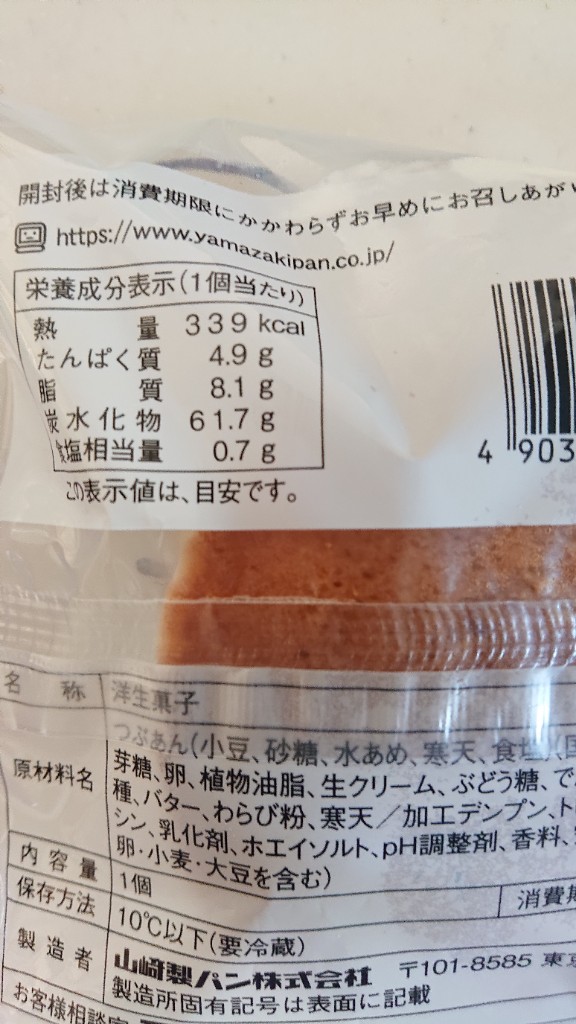 開封後は消費期限にかかわらずお早めにお召しあが
https://www.yamazakipan.co.jp/
栄養成分表示(1個当たり)
熱量 339 kcal
たんぱく質 4.9 g
脂質 8.1 g
炭水化物 61.7 g
食塩相当量 0.7 g
この表示値は、目安です。
4 903
名称 洋生菓子
原材料名 つぶあん(小豆、砂糖、水あめ、寒天、食塩)(国
芽糖、卵、植物油脂、生クリーム、ぶどう糖、で
種、バター、わらび粉、寒天/加工デンプン、ト
シン、乳化剤、ホエイソルト、pH調整剤、香料、
卵・小麦・大豆を含む)
内容量 1個
消費期
保存方法 10℃以下(要冷蔵)
製造者 山崎製パン株式会社 〒101-8585 東京
製造所固有記号は表面に記載
お客様相談室